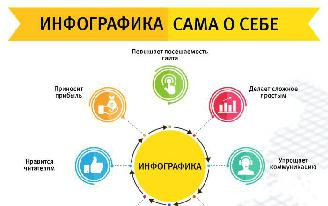 ИНФОГРАФИКА САМА О СЕБЕ
Повышает посещаемость
сайта
Приносит
прибыль
Делает сложное
простым
Нравится
читателям
ИНФОГРАФИКА
Упрощает
коммуникацию